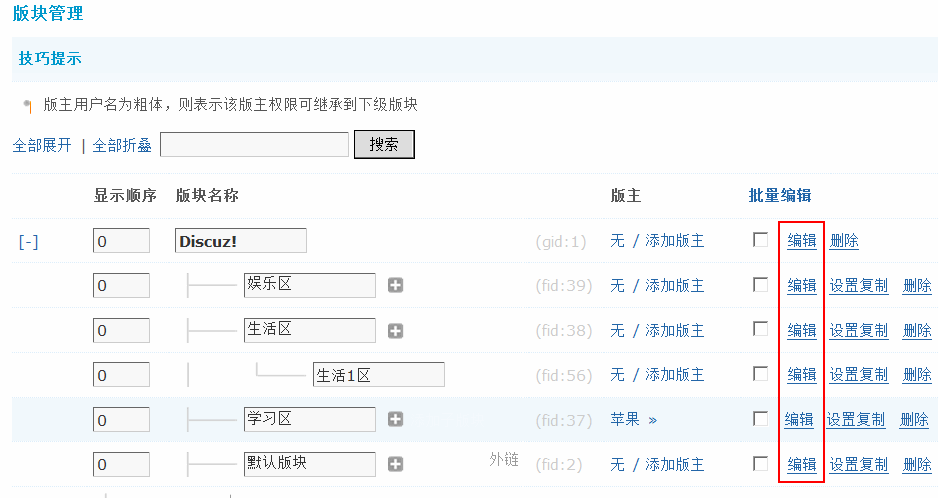 版块管理
技巧提示
版主用户名为粗体，则表示该版主权限可继承到下级版块
全部展开 | 全部折叠 搜索
显示顺序 版块名称 版主 批量编辑
[-] 0 Discuz! (gid:1) 无 / 添加版主 编辑 删除
0 娱乐区 (fid:39) 无 / 添加版主 编辑 设置复制 删除
0 生活区 (fid:38) 无 / 添加版主 编辑 设置复制 删除
0 生活1区 (fid:56) 无 / 添加版主 编辑 设置复制 删除
0 学习区 (fid:37) 苹果 » 编辑 设置复制 删除
0 默认版块 外链 (fid:2) 无 / 添加版主 编辑 设置复制 删除